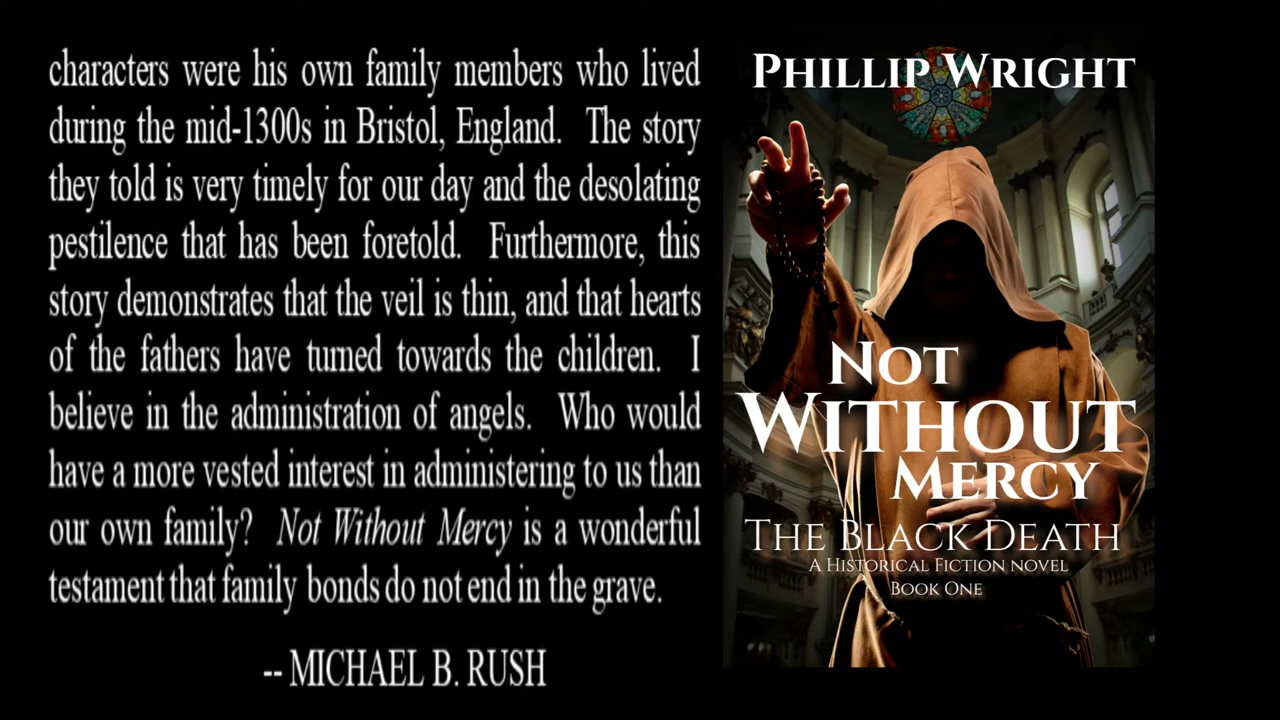 characters were his own family members who lived
during the mid-1300s in Bristol, England. The story
they told is very timely for our day and the desolating
pestilence that has been foretold. Furthermore, this
story demonstrates that the veil is thin, and that hearts
of the fathers have turned towards the children. I
believe in the administration of angels. Who would
have a more vested interest in administering to us than
our own family? Not Without Mercy is a wonderful
testament that family bonds do not end in the grave.
-- MICHAEL B. RUSH
PHILLIP WRIGHT
NOT
WITHOUT
MERCY
THE BLACK DEATH
A HISTORICAL FICTION NOVEL
BOOK ONE